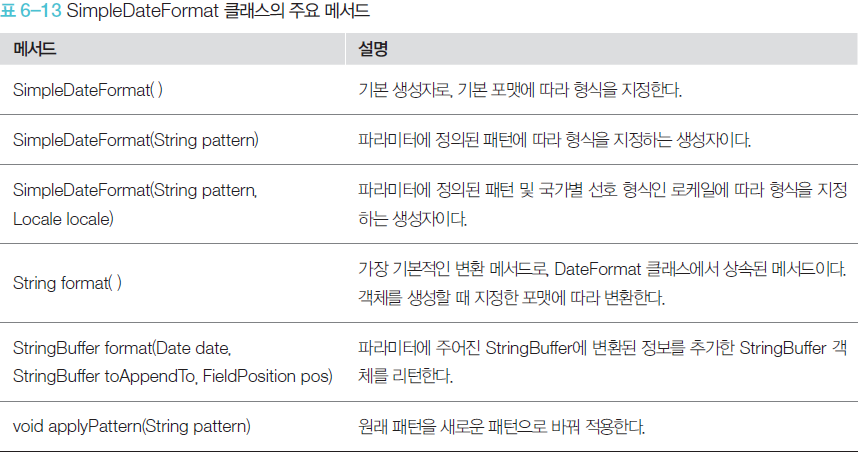 표 6-13 SimpleDateFormat 클래스의 주요 메서드
메서드 설명
SimpleDateFormat( ) 기본 생성자로, 기본 포맷에 따라 형식을 지정한다.
SimpleDateFormat(String pattern) 파라미터에 정의된 패턴에 따라 형식을 지정하는 생성자이다.
SimpleDateFormat(String pattern,
Locale locale)
파라미터에 정의된 패턴 및 국가별 선호 형식인 로케일에 따라 형식을 지정
하는 생성자이다.
String format( )
가장 기본적인 변환 메서드로, DateFormat 클래스에서 상속된 메서드이다.
객체를 생성할 때 지정한 포맷에 따라 변환한다.
StringBuffer format(Date date,
StringBuffer toAppendTo, FieldPosition pos)
파라미터에 주어진 StringBuffer에 변환된 정보를 추가한 StringBuffer 객
체를 리턴한다.
void applyPattern(String pattern) 원래 패턴을 새로운 패턴으로 바꿔 적용한다.